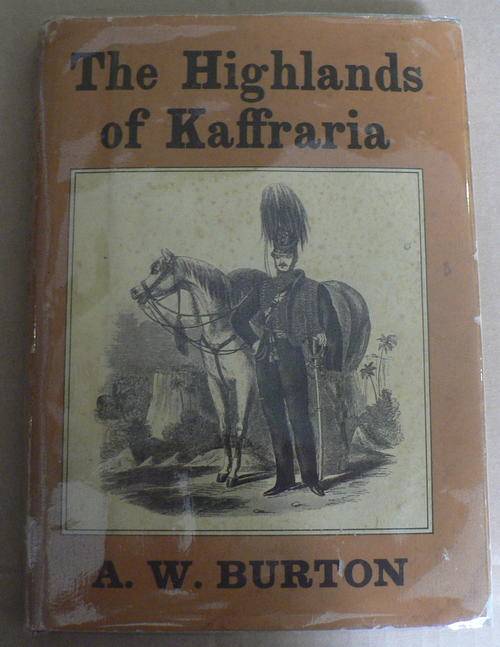 The Highlands
of Kaffraria
A. W. BURTON